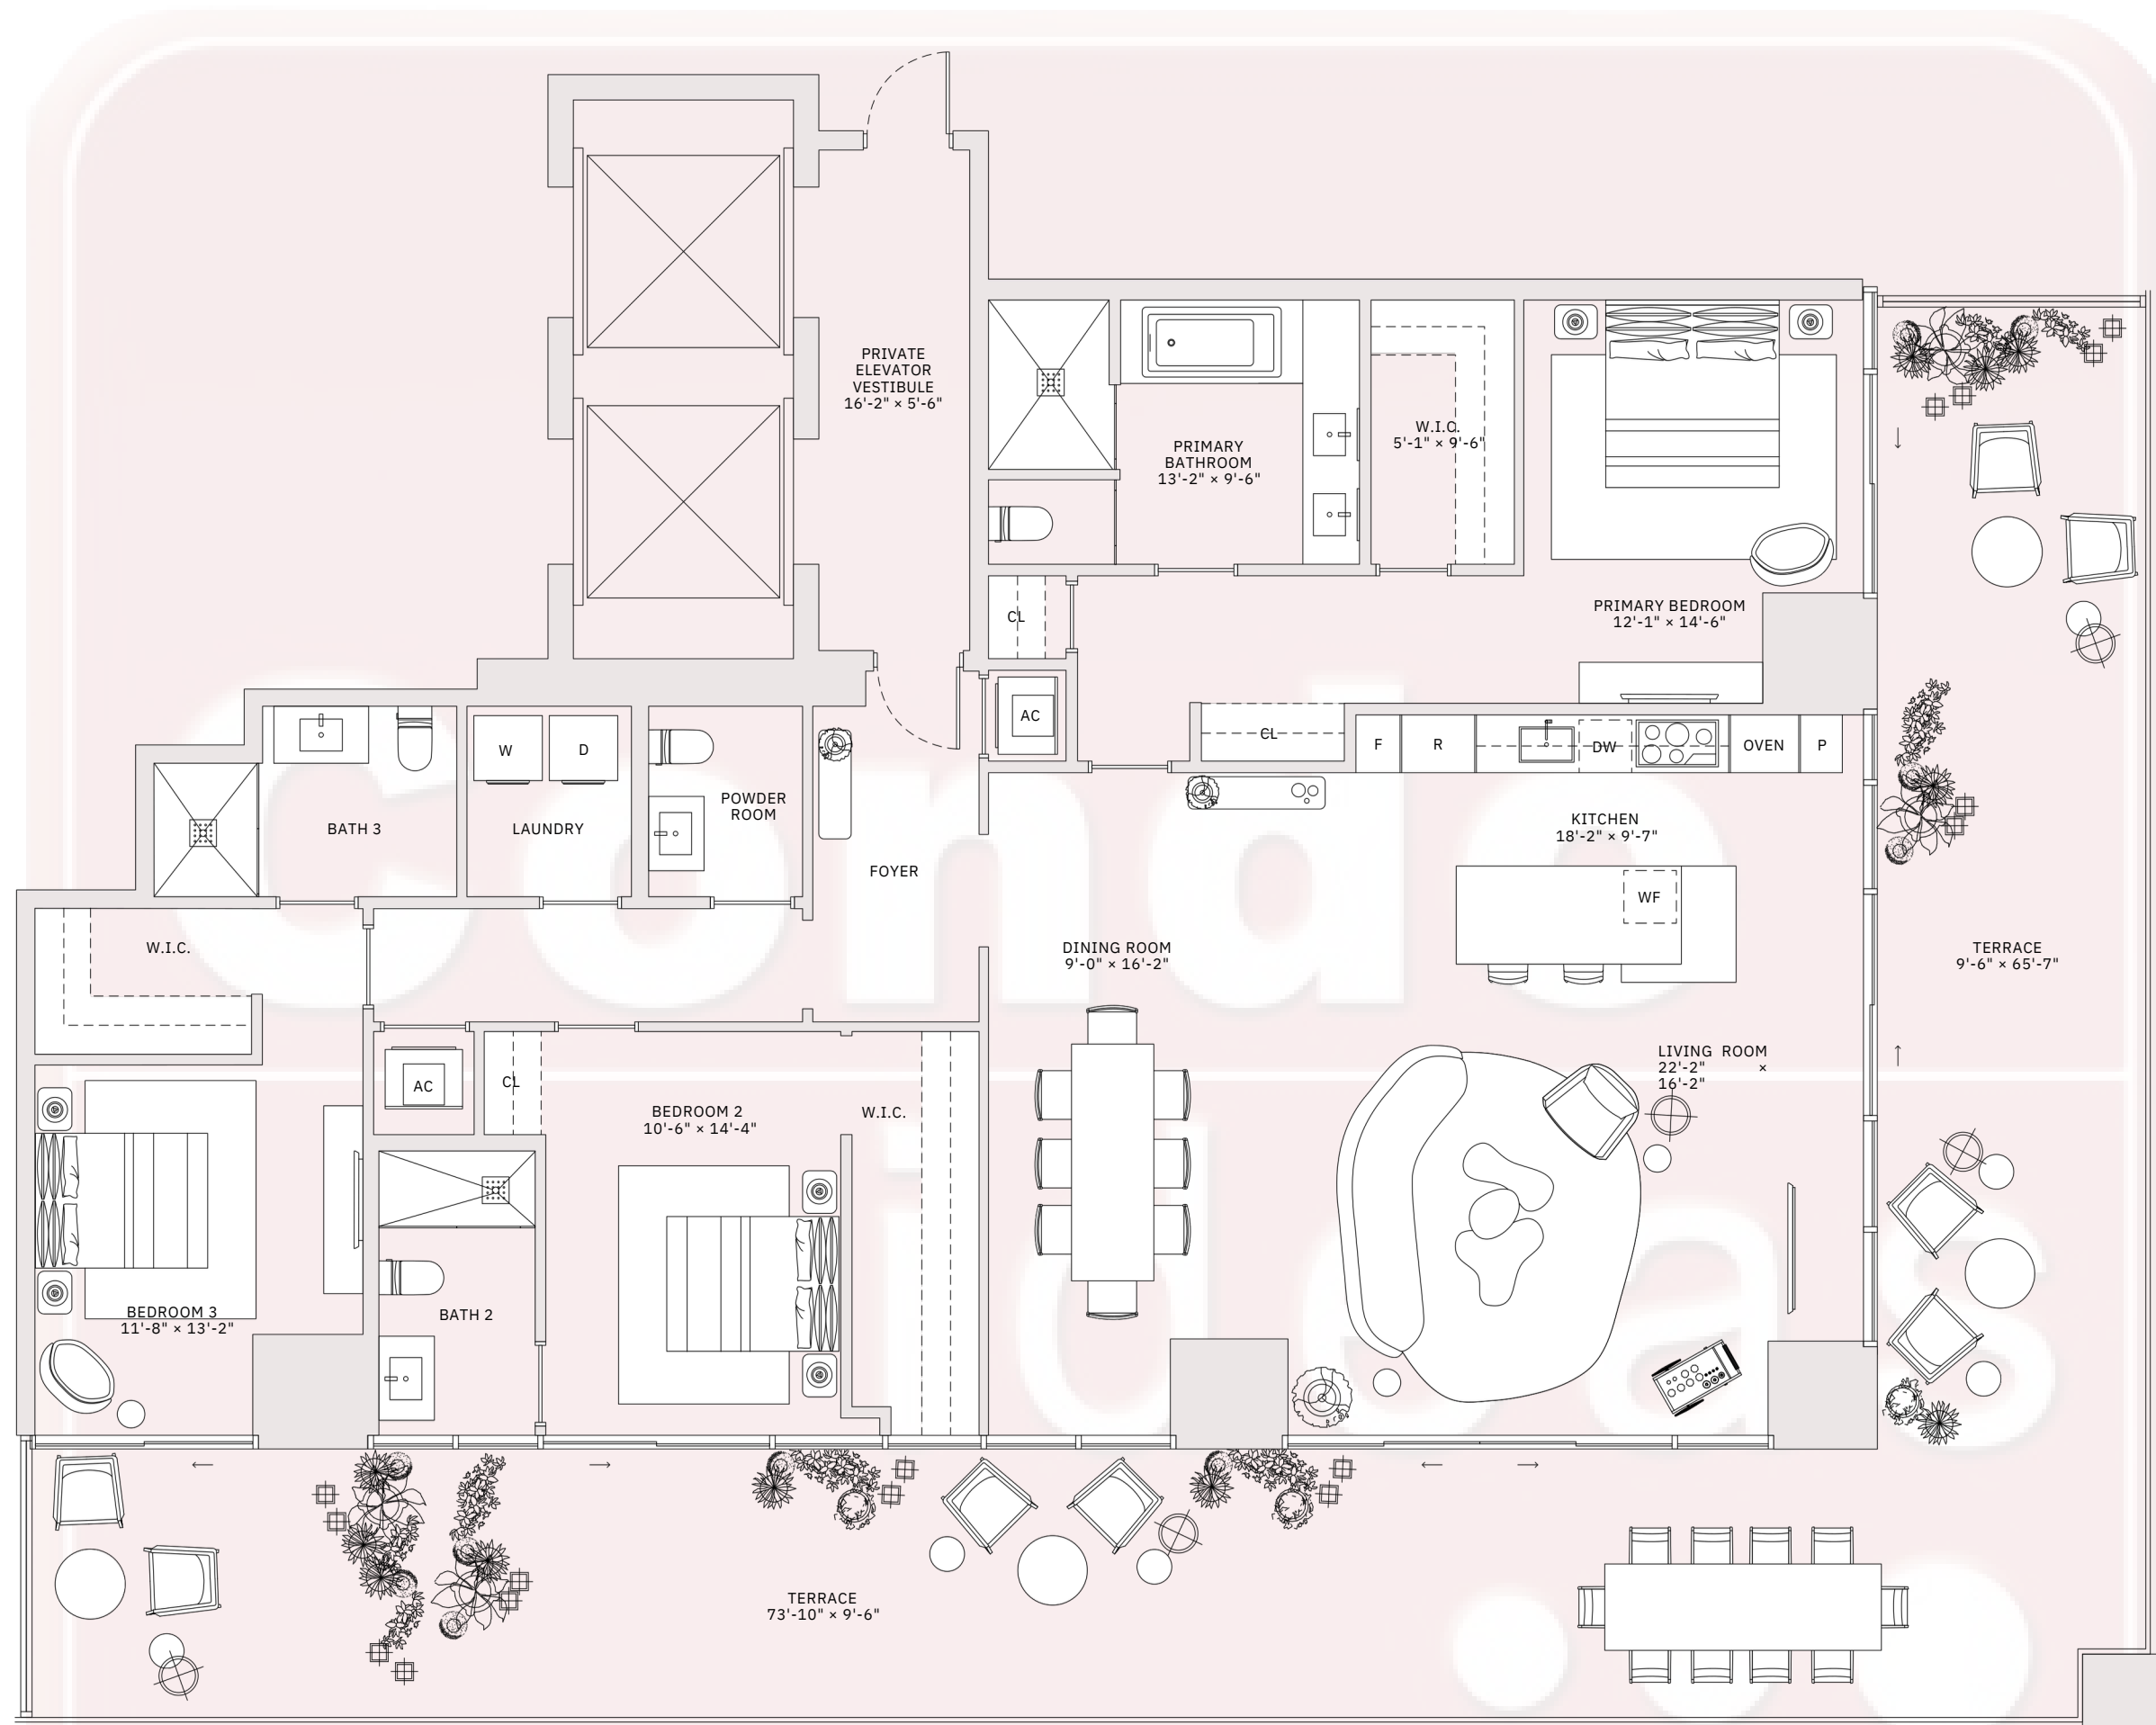 PRIVATE
ELEVATOR
VESTIBULE
16'-2" × 5'-6"
PRIMARY
BATHROOM
13'-2" × 9'-6"
W.I.C.
5'-1" × 9'-6"
PRIMARY BEDROOM
12'-1" × 14'-6"
CL
AC
CL
F
R
DW
OVEN
P
W
D
POWDER
ROOM
BATH 3
LAUNDRY
FOYER
KITCHEN
18'-2" × 9'-7"
WF
W.I.C.
DINING ROOM
9'-0" × 16'-2"
TERRACE
9'-6" × 65'-7"
LIVING ROOM
22'-2" ×
16'-2"
AC
CL
BEDROOM 2
10'-6" × 14'-4"
W.I.C.
BEDROOM 3
11'-8" × 13'-2"
BATH 2
TERRACE
73'-10" × 9'-6"
Condo
ideas